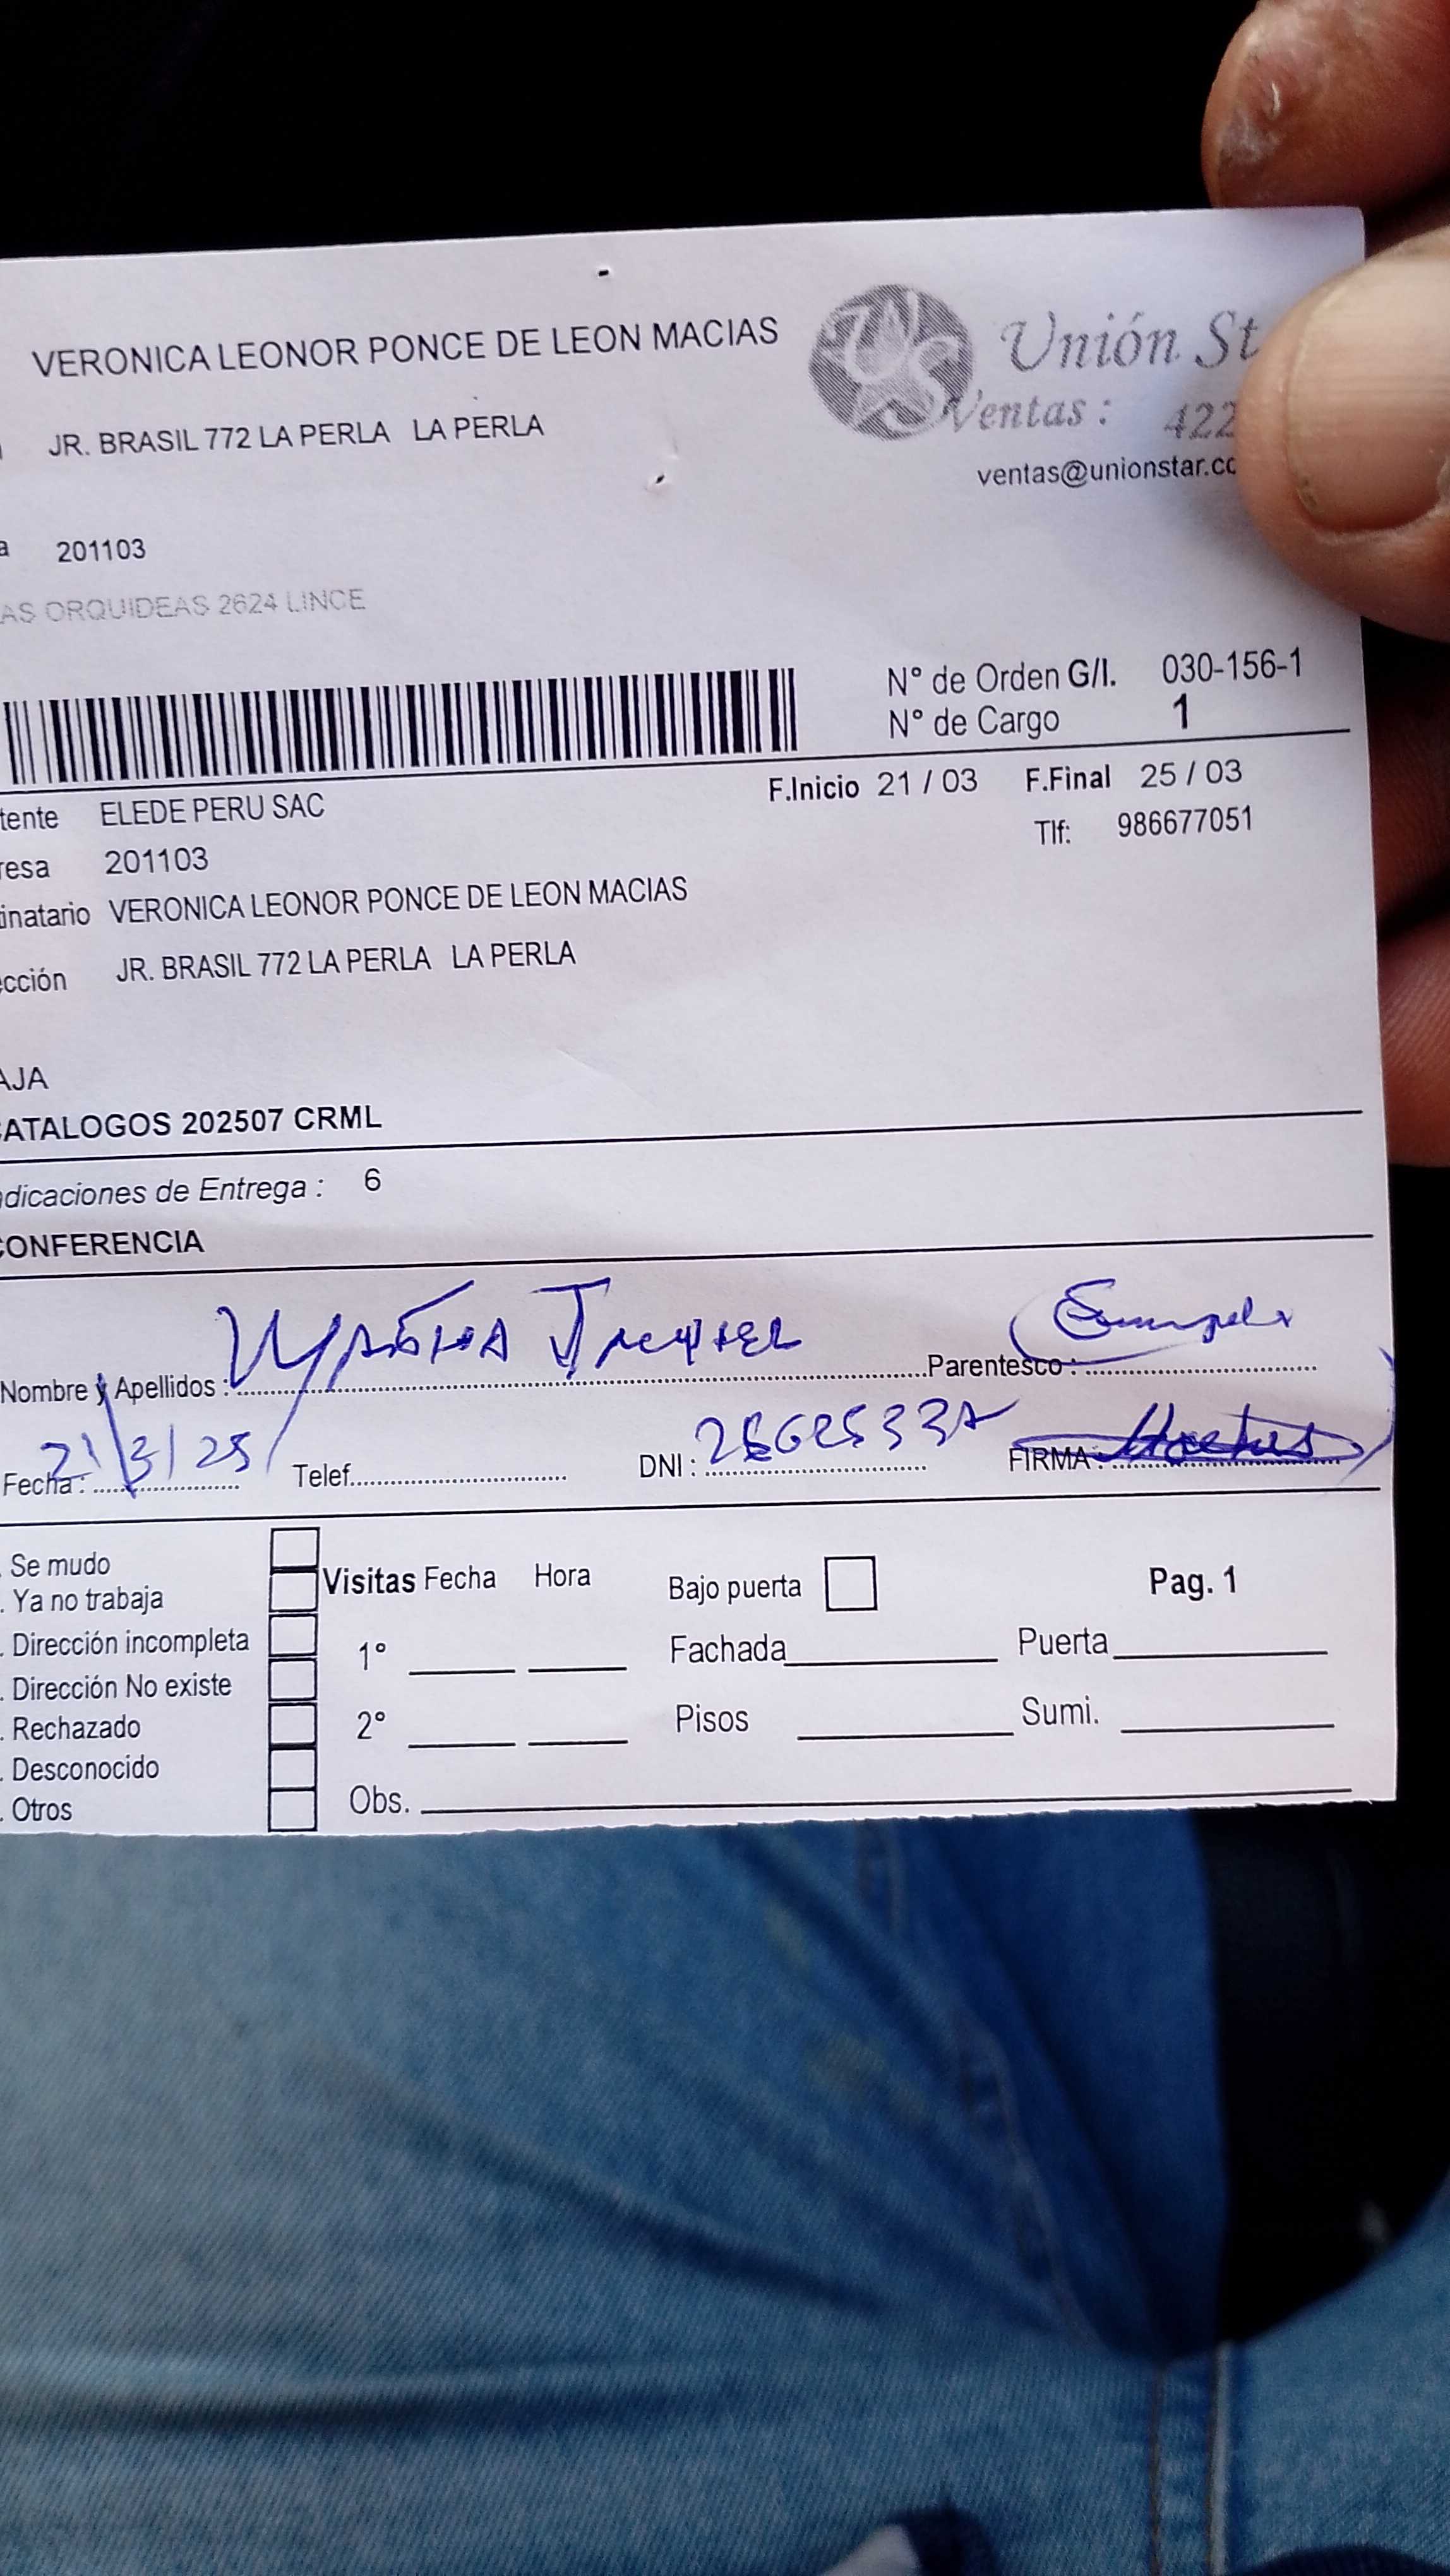 VERONICA LEONOR PONCE DE LEON MACIAS
Unión St
JR. BRASIL 772 LA PERLA LA PERLA
Ventas : 422
ventas@unionstar.cc
a 201103
AS ORQUIDEAS 2624 LINCE
N° de Orden G/I. 030-156-1
N° de Cargo 1
F.Inicio 21 / 03 F.Final 25 / 03
tente ELEDE PERU SAC
Tlf: 986677051
resa 201103
inatario VERONICA LEONOR PONCE DE LEON MACIAS
ección JR. BRASIL 772 LA PERLA LA PERLA
AJA
CATALOGOS 202507 CRML
ndicaciones de Entrega : 6
CONFERENCIA
Nombre y Apellidos : Parentesco :
Fecha : 21/3/25 Telef. DNI : FIRMA :
. Se mudo
Visitas Fecha Hora Bajo puerta Pag. 1
. Ya no trabaja
. Dirección incompleta 1° Fachada Puerta
. Dirección No existe
. Rechazado 2° Pisos Sumi.
. Desconocido
. Otros Obs.